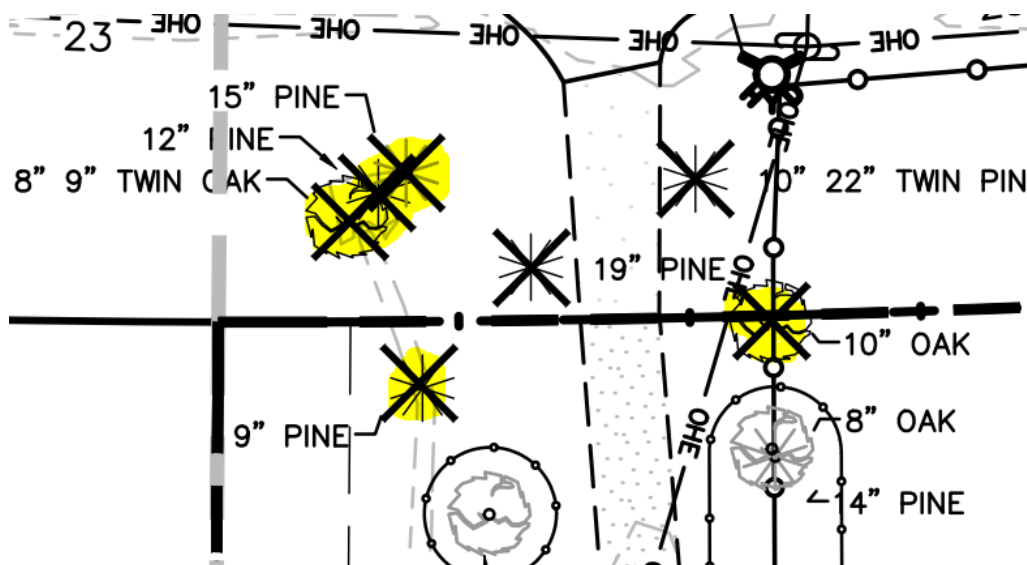 OHE
OHE
OHE
OHE
OHE
23
15" PINE
12" PINE
8" 9" TWIN OAK
OHE
10" 22" TWIN PIN
19" PINE
OHE
10" OAK
9" PINE
OHE
8" OAK
14" PINE